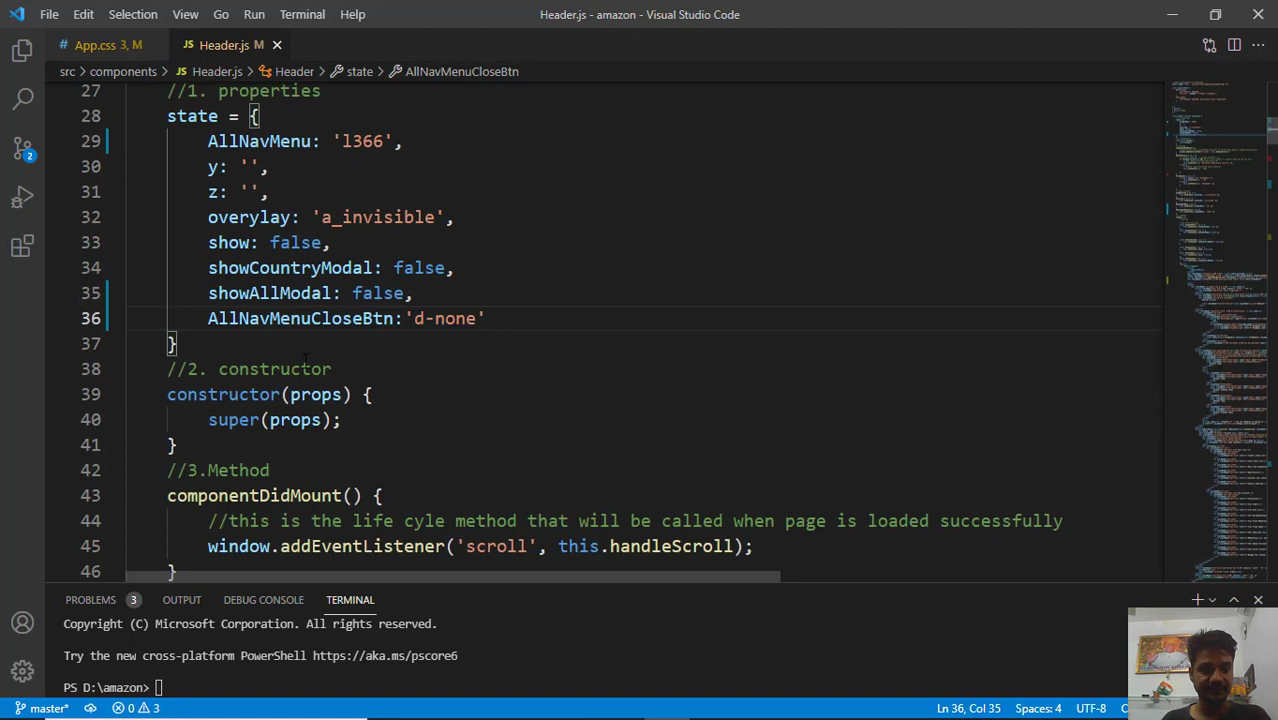 File Edit Selection View Go Run Terminal Help Header.js - amazon - Visual Studio Code
# App.css 3, M JS Header.js M
src > components > JS Header.js > Header > state > AllNavMenuCloseBtn
27 //1. properties
28 state = {
29 AllNavMenu: 'l366',
30 y: '',
31 z: '',
32 overylay: 'a_invisible',
33 show: false,
34 showCountryModal: false,
35 showAllModal: false,
36 AllNavMenuCloseBtn:'d-none'
37 }
38 //2. constructor
39 constructor(props) {
40 super(props);
41 }
42 //3.Method
43 componentDidMount() {
44 //this is the life cyle method that will be called when page is loaded successfully
45 window.addEventListener('scroll', this.handleScroll);
46 }
2
PROBLEMS 3 OUTPUT DEBUG CONSOLE TERMINAL
Copyright (C) Microsoft Corporation. All rights reserved.
Try the new cross-platform PowerShell https://aka.ms/pscore6
PS D:\amazon>
master* 0 3 Ln 36, Col 35 Spaces: 4 UTF-8